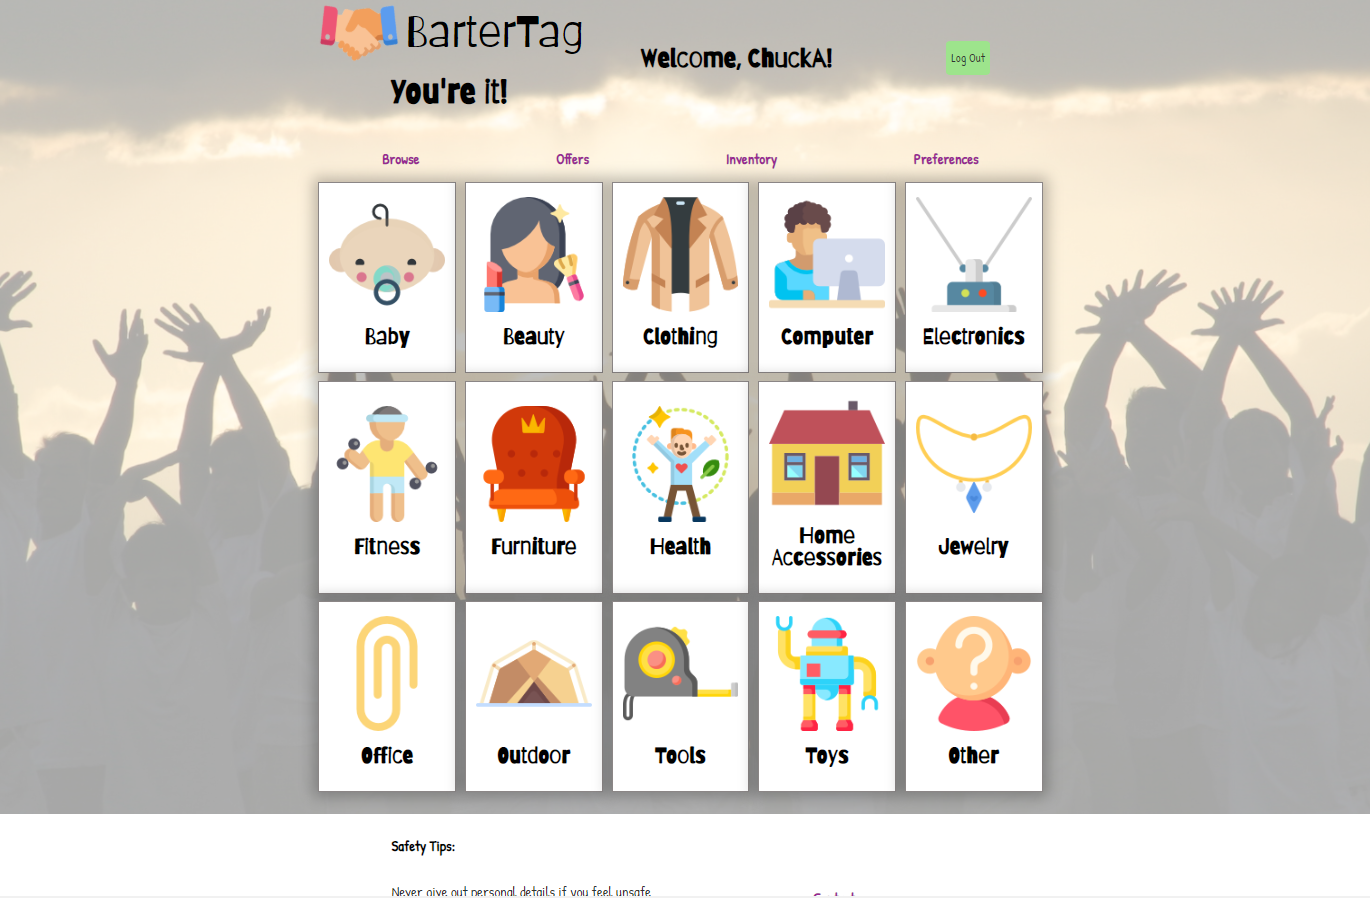 BarterTag
You're it!
Welcome, ChuckA!
Log Out
Browse Offers Inventory Preferences
Baby Beauty Clothing Computer Electronics
Fitness Furniture Health Home Accessories Jewelry
Office Outdoor Tools Toys Other
Safety Tips:
Never give out personal details if you feel unsafe